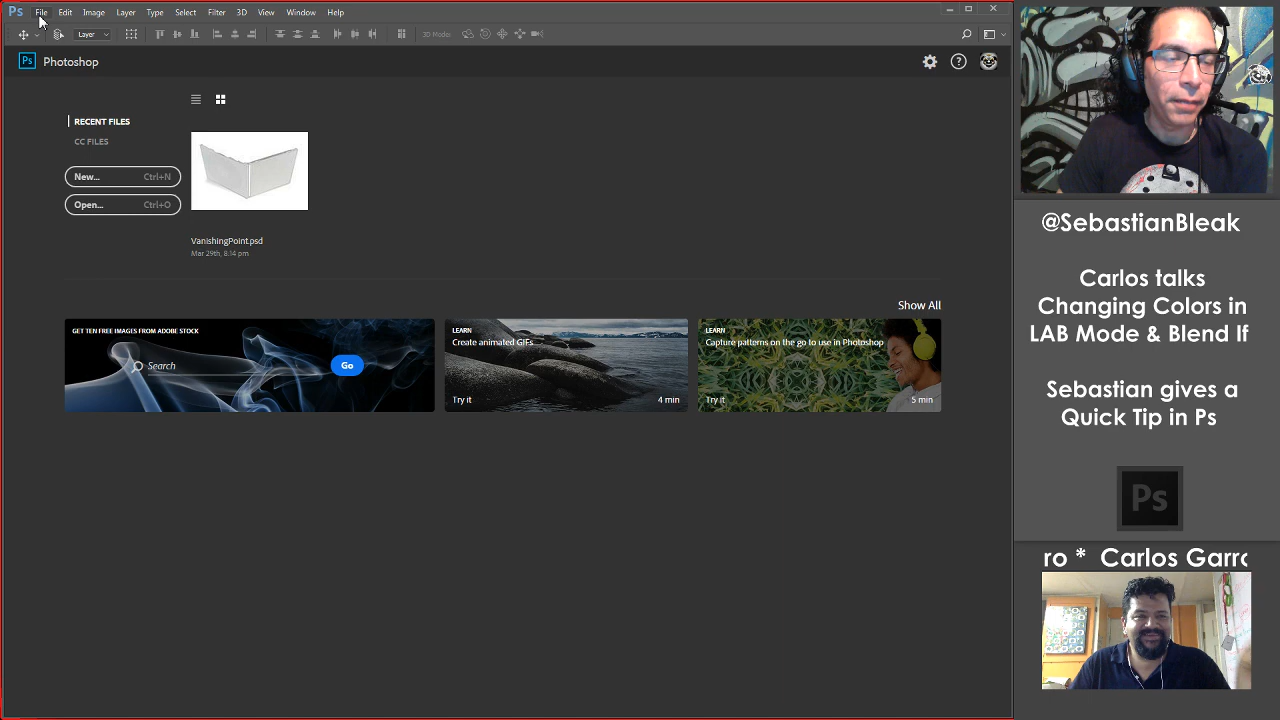 Ps File Edit Image Layer Type Select Filter 3D View Window Help
Layer 3D Mode:
Ps Photoshop
RECENT FILES
CC FILES
New... Ctrl+N
Open... Ctrl+O
VanishingPoint.psd
Mar 29th, 8:14 pm
Show All
GET TEN FREE IMAGES FROM ADOBE STOCK
Search
Go
LEARN
Create animated GIFs
Try it 4 min
LEARN
Capture patterns on the go to use in Photoshop
Try it 5 min
@SebastianBleak
Carlos talks
Changing Colors in
LAB Mode & Blend If
Sebastian gives a
Quick Tip in Ps
Ps
ro * Carlos Garro